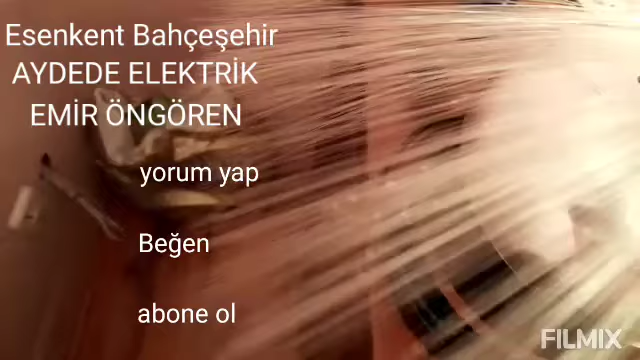 Esenkent Bahçeşehir
AYDEDE ELEKTRİK
EMİR ÖNGÖREN
yorum yap
Beğen
abone ol
FILMIX